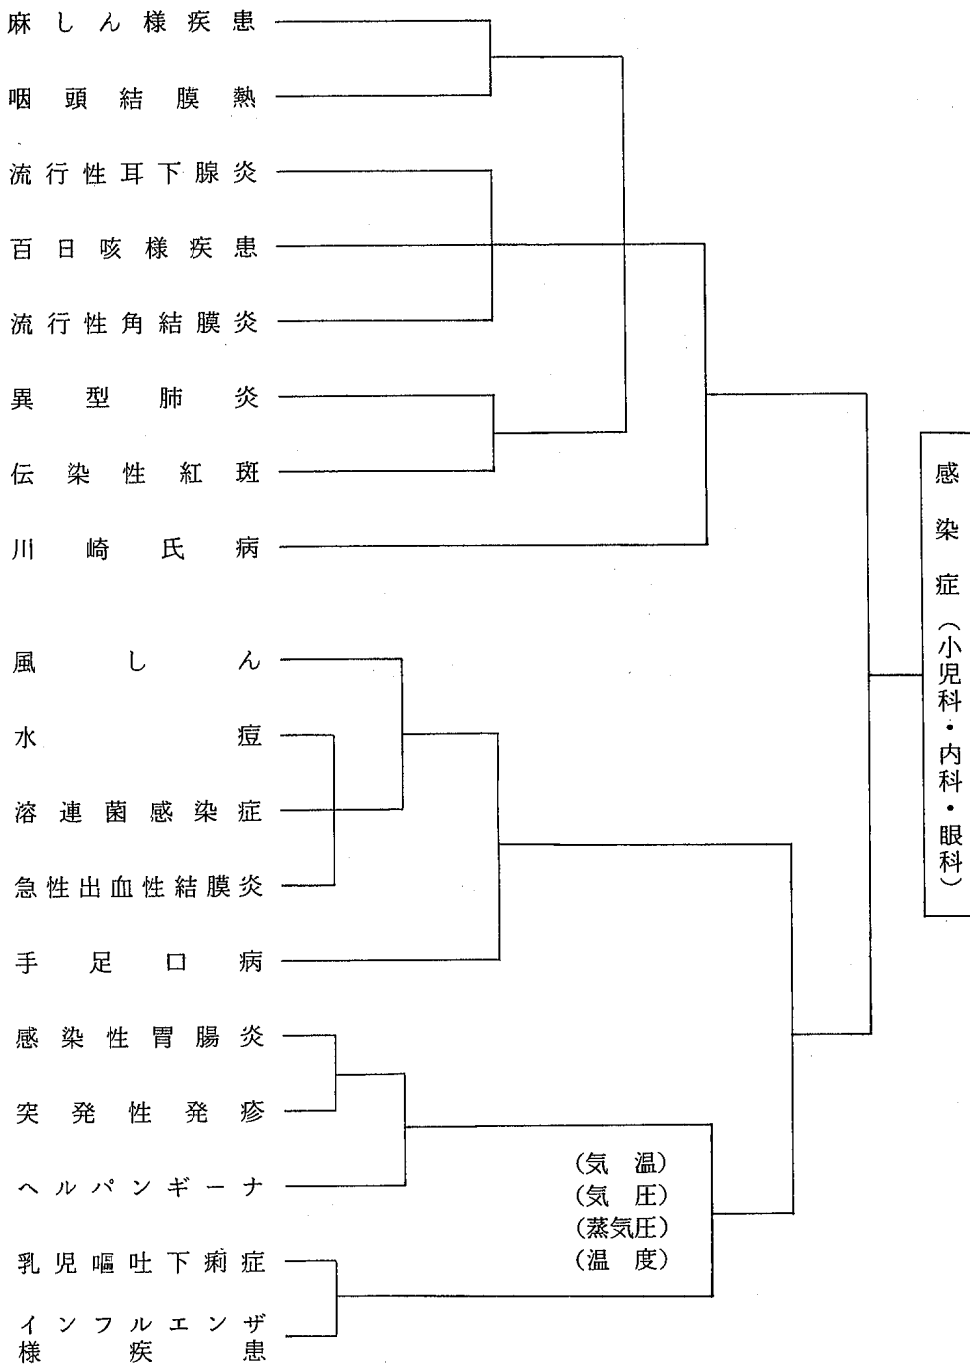 麻しん様疾患
咽頭結膜熱
流行性耳下腺炎
百日咳様疾患
流行性角結膜炎
異型肺炎
伝染性紅斑
川崎氏病
風しん
水痘
溶連菌感染症
急性出血性結膜炎
手足口病
感染性胃腸炎
突発性発疹
ヘルパンギーナ
乳児嘔吐下痢症
インフルエンザ
様疾患
(気温)
(気圧)
(蒸気圧)
(温度)
感染症(小児科・内科・眼科)